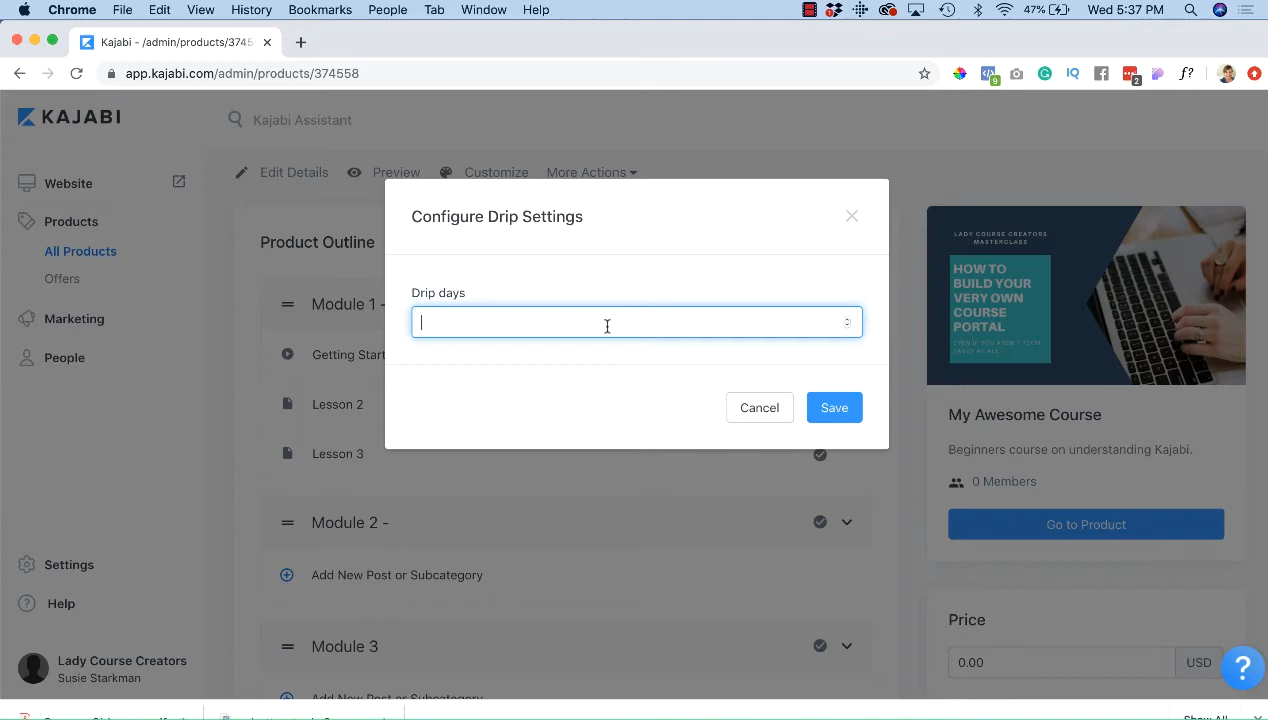 Chrome File Edit View History Bookmarks People Tab Window Help 47% Wed 5:37 PM
Kajabi - /admin/products/3745
app.kajabi.com/admin/products/374558
9 IQ 2 f?
KAJABI
Kajabi Assistant
Website
Products
All Products
Offers
Marketing
People
Settings
Help
Lady Course Creators
Susie Starkman
Edit Details Preview Customize More Actions
Product Outline
Module 1 -
Getting Start
Lesson 2
Lesson 3
Module 2 -
Add New Post or Subcategory
Module 3
Add New Post or Subcategory
Configure Drip Settings
Drip days
Cancel Save
LADY COURSE CREATORS
MASTERCLASS
HOW TO
BUILD YOUR
VERY OWN
COURSE
PORTAL
EVEN IF YOU AREN'T TECH
SAVVY AT ALL
My Awesome Course
Beginners course on understanding Kajabi.
0 Members
Go to Product
Price
0.00 USD
?
Show All